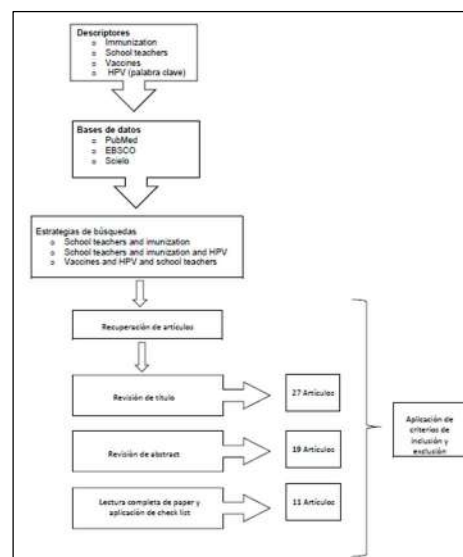 Descriptores
o Immunization
o School teachers
o Vaccines
o HPV (palabra clave)
Bases de datos
o PubMed
o EBSCO
o Scielo
Estrategias de búsquedas
o School teachers and imunization
o School teachers and imunization and HPV
o Vaccines and HPV and school teachers
Recuperación de artículos
Revisión de título
27 Artículos
Revisión de abstract
19 Artículos
Lectura completa de paper y
aplicación de check list
11 Artículos
Aplicación de
criterios de
inclusión y
exclusión